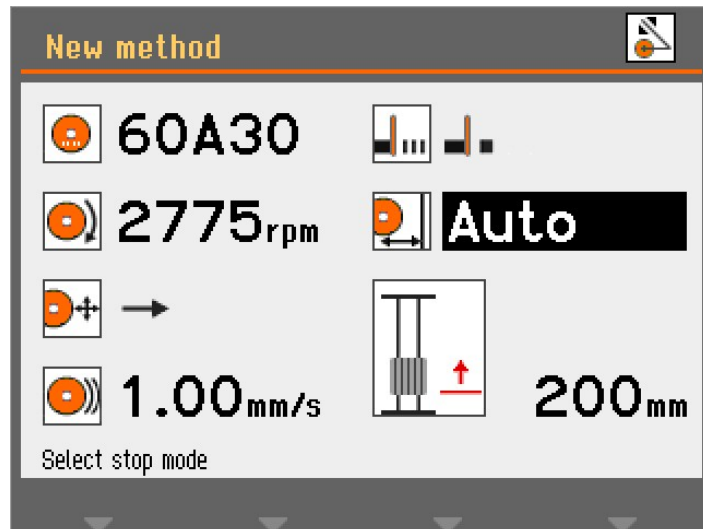 New method
60A30
2775rpm
Auto
1.00mm/s
200mm
Select stop mode